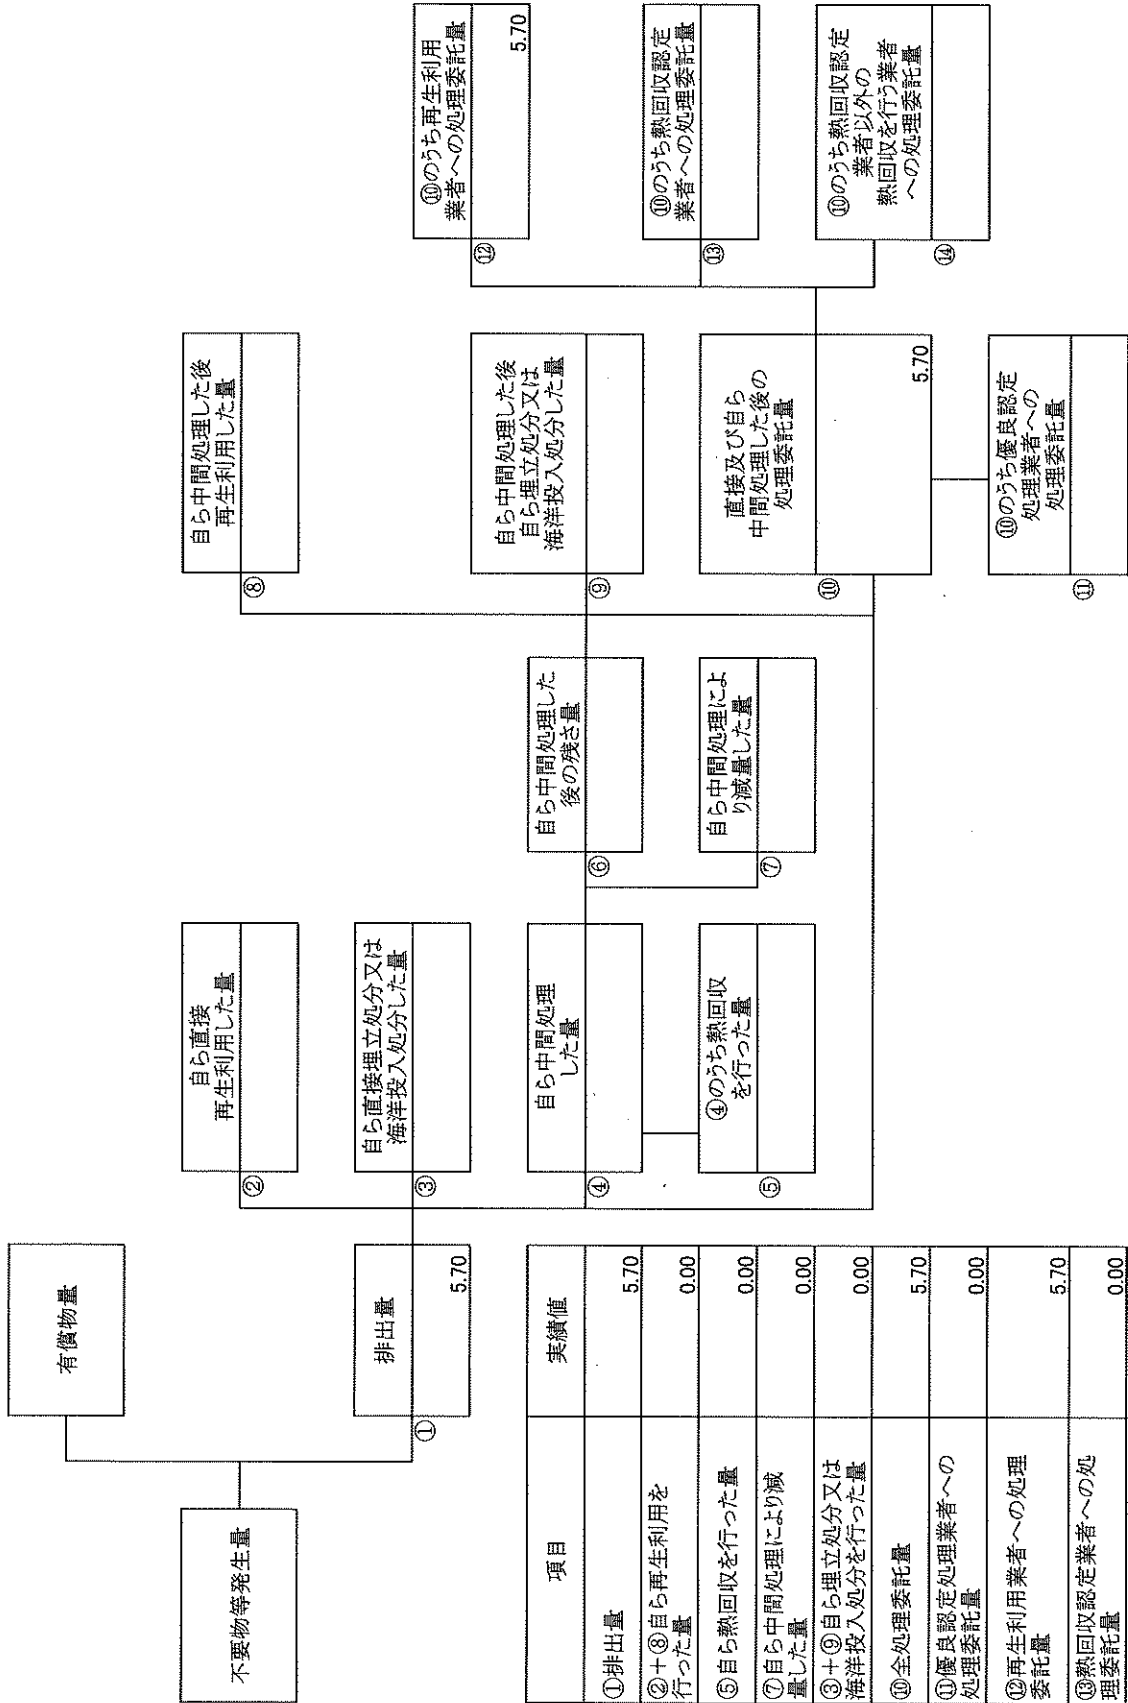 不要物等発生量
有償物量
排出量
①
5.70
自ら直接
再生利用した量
②
自ら直接埋立処分又は
海洋投入処分した量
③
自ら中間処理
した量
④
④のうち熱回収
を行った量
⑤
自ら中間処理した
後の残さ量
⑥
自ら中間処理によ
り減量した量
⑦
自ら中間処理した後
再生利用した量
⑧
自ら中間処理した後
自ら埋立処分又は
海洋投入処分した量
⑨
直接及び自ら
中間処理した後の
処理委託量
⑩
5.70
⑩のうち優良認定
処理業者への
処理委託量
⑪
⑩のうち再生利用
業者への処理委託量
⑫
5.70
⑩のうち熱回収認定
業者への処理委託量
⑬
⑩のうち熱回収認定
業者以外の
熱回収を行う業者
への処理委託量
⑭
項目 実績値
①排出量 5.70
②+⑧自ら再生利用を
行った量 0.00
⑤自ら熱回収を行った量 0.00
⑦自ら中間処理により減
量した量 0.00
③+⑨自ら埋立処分又は
海洋投入処分を行った量 0.00
⑩全処理委託量 5.70
⑪優良認定処理業者への
処理委託量 0.00
⑫再生利用業者への処理
委託量 5.70
⑬熱回収認定業者への処
理委託量 0.00